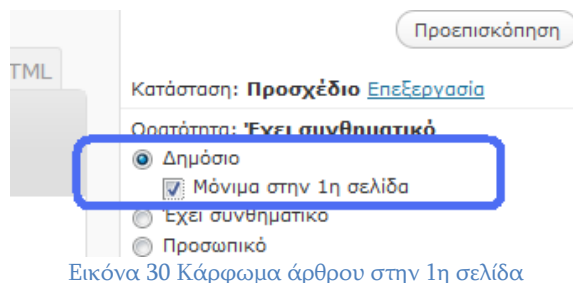 Προεπισκόπηση
TML
Κατάσταση: Προσχέδιο Επεξεργασία
Ορατότητα: Έχει συνθηματικό
Δημόσιο
Μόνιμα στην 1η σελίδα
Έχει συνθηματικό
Προσωπικό
Εικόνα 30 Κάρφωμα άρθρου στην 1η σελίδα